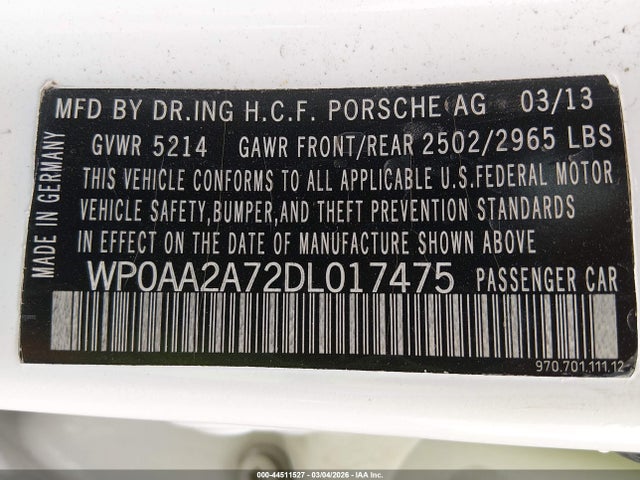 MFD BY DR.ING H.C.F. PORSCHE AG 03/13
GVWR 5214 GAWR FRONT/REAR 2502/2965 LBS
THIS VEHICLE CONFORMS TO ALL APPLICABLE U.S.FEDERAL MOTOR
VEHICLE SAFETY,BUMPER,AND THEFT PREVENTION STANDARDS
IN EFFECT ON THE DATE OF MANUFACTURE SHOWN ABOVE
WP0AA2A72DL017475 PASSENGER CAR
MADE IN GERMANY
970.701.111.12
000-44511527 - 03/04/2026 - IAA Inc.